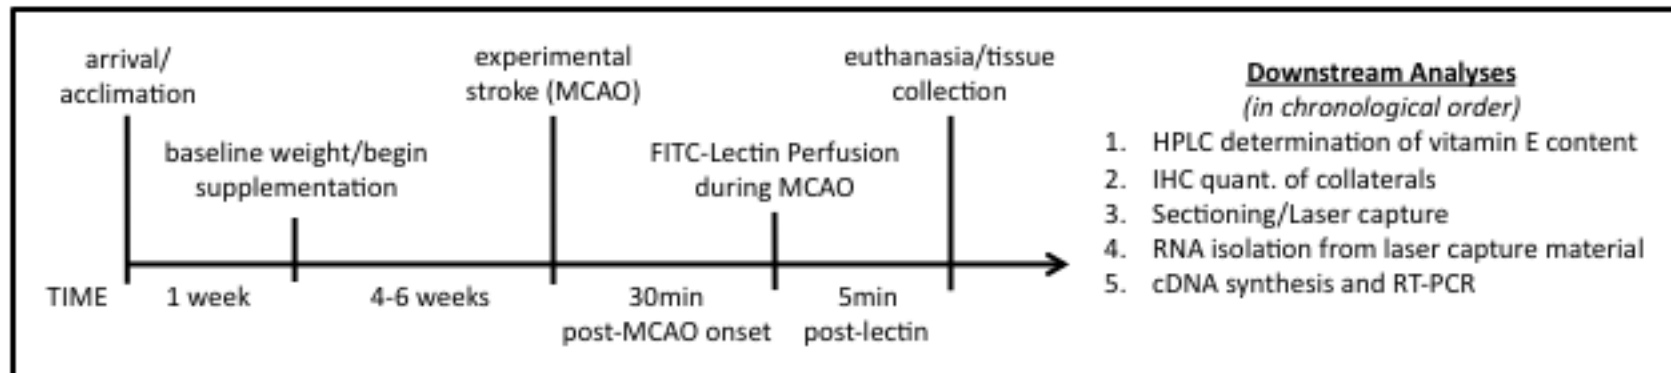 arrival/
acclimation
baseline weight/begin
supplementation
experimental
stroke (MCAO)
FITC-Lectin Perfusion
during MCAO
euthanasia/tissue
collection
TIME
1 week
4-6 weeks
30min
post-MCAO onset
5min
post-lectin
Downstream Analyses
(in chronological order)
1. HPLC determination of vitamin E content
2. IHC quant. of collaterals
3. Sectioning/Laser capture
4. RNA isolation from laser capture material
5. cDNA synthesis and RT-PCR